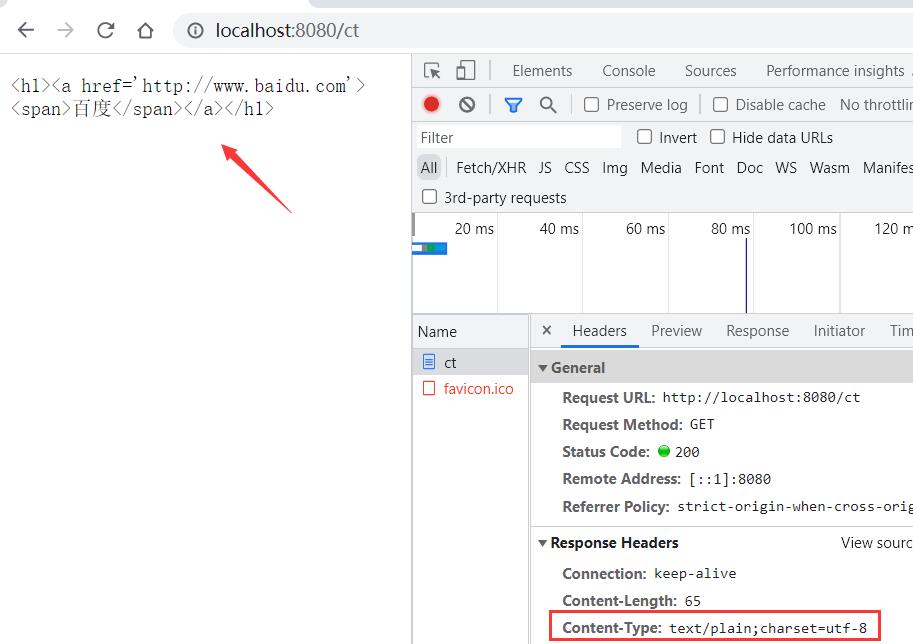 localhost:8080/ct
<h1><a href='http://www.baidu.com'>
<span>百度</span></a></h1>
Elements Console Sources Performance insights
Preserve log Disable cache No throttlin
Filter Invert Hide data URLs
All Fetch/XHR JS CSS Img Media Font Doc WS Wasm Manifes
3rd-party requests
20 ms 40 ms 60 ms 80 ms 100 ms 120 m
Name × Headers Preview Response Initiator Tim
ct
favicon.ico
General
Request URL: http://localhost:8080/ct
Request Method: GET
Status Code: 200
Remote Address: [::1]:8080
Referrer Policy: strict-origin-when-cross-orig
Response Headers View sourc
Connection: keep-alive
Content-Length: 65
Content-Type: text/plain;charset=utf-8